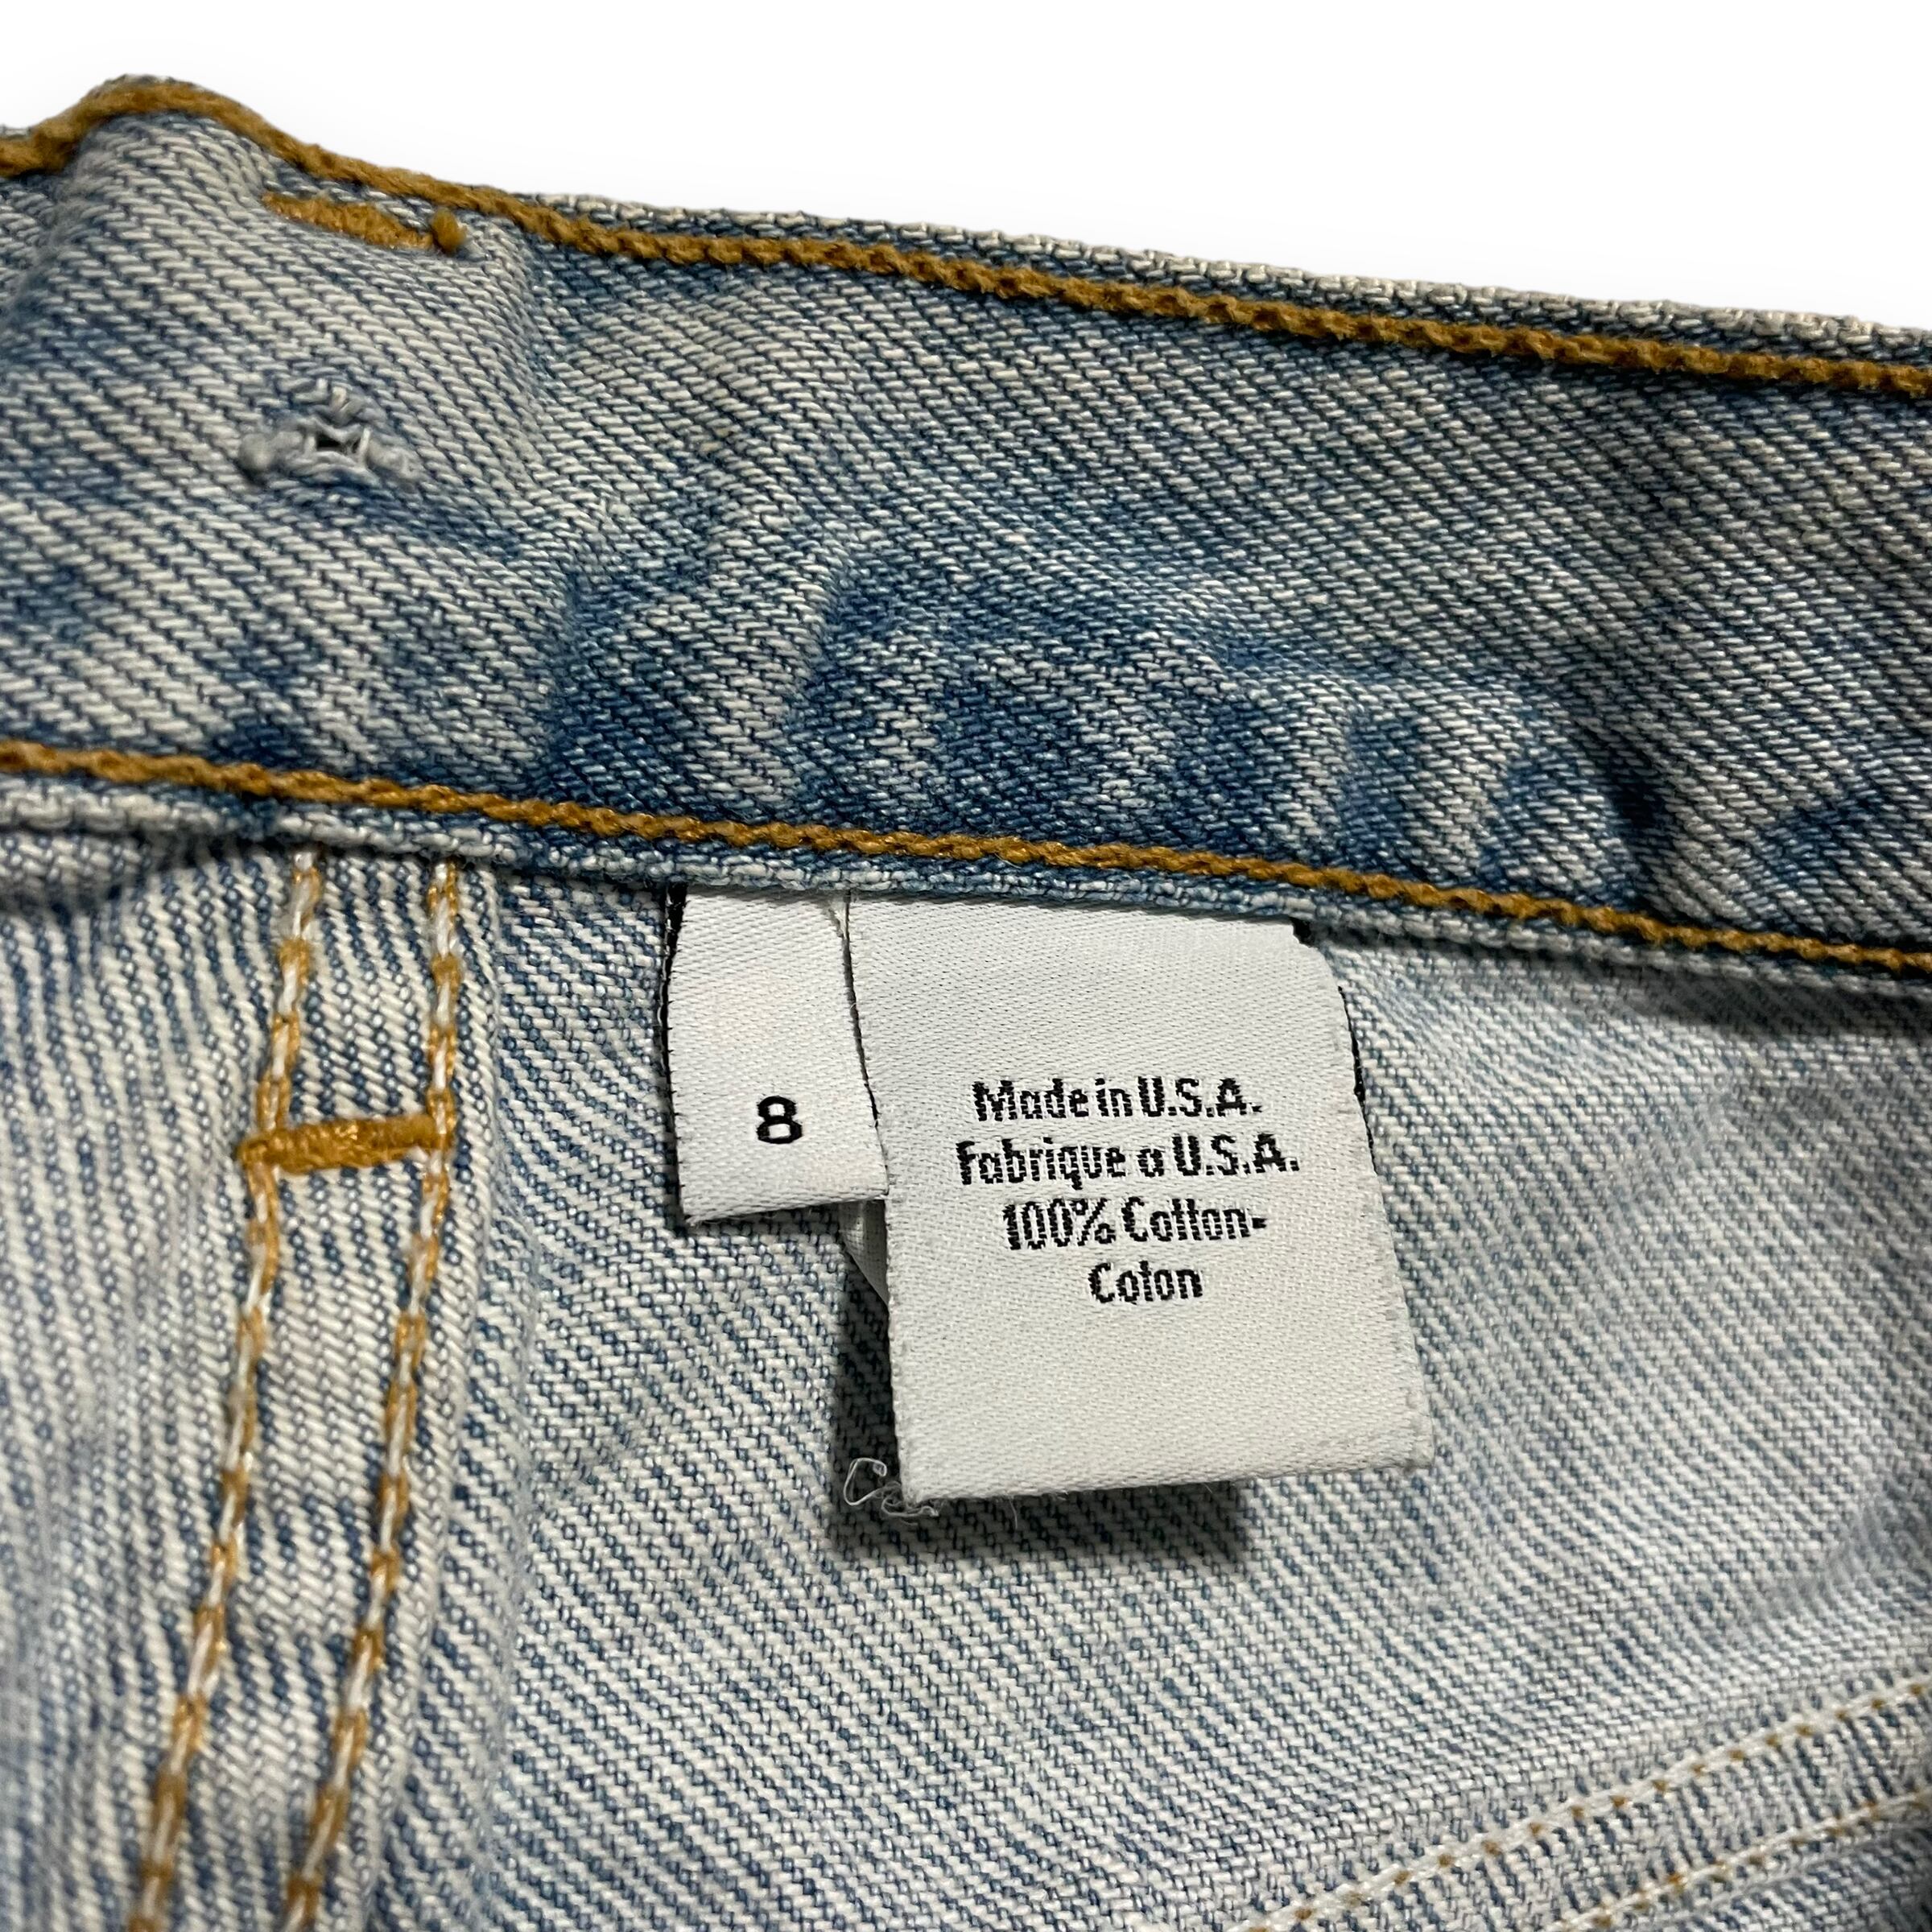 8
Made in U.S.A.
Fabrique a U.S.A.
100% Cotton-
Coton